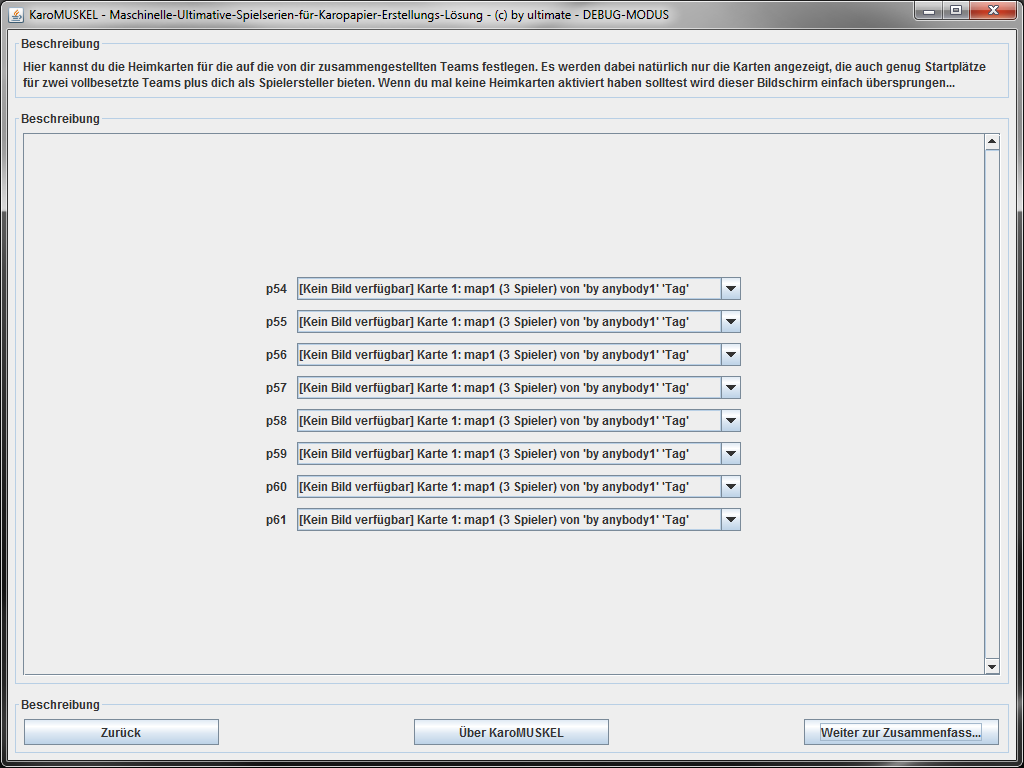 KaroMUSKEL - Maschinelle-Ultimative-Spielserien-für-Karopapier-Erstellungs-Lösung - (c) by ultimate - DEBUG-MODUS
Beschreibung
Hier kannst du die Heimkarten für die auf die von dir zusammengestellten Teams festlegen. Es werden dabei natürlich nur die Karten angezeigt, die auch genug Startplätze
für zwei vollbesetzte Teams plus dich als Spielersteller bieten. Wenn du mal keine Heimkarten aktiviert haben solltest wird dieser Bildschirm einfach übersprungen...
Beschreibung
p54 [Kein Bild verfügbar] Karte 1: map1 (3 Spieler) von 'by anybody1' 'Tag'
p55 [Kein Bild verfügbar] Karte 1: map1 (3 Spieler) von 'by anybody1' 'Tag'
p56 [Kein Bild verfügbar] Karte 1: map1 (3 Spieler) von 'by anybody1' 'Tag'
p57 [Kein Bild verfügbar] Karte 1: map1 (3 Spieler) von 'by anybody1' 'Tag'
p58 [Kein Bild verfügbar] Karte 1: map1 (3 Spieler) von 'by anybody1' 'Tag'
p59 [Kein Bild verfügbar] Karte 1: map1 (3 Spieler) von 'by anybody1' 'Tag'
p60 [Kein Bild verfügbar] Karte 1: map1 (3 Spieler) von 'by anybody1' 'Tag'
p61 [Kein Bild verfügbar] Karte 1: map1 (3 Spieler) von 'by anybody1' 'Tag'
Beschreibung
Zurück Über KaroMUSKEL Weiter zur Zusammenfass...